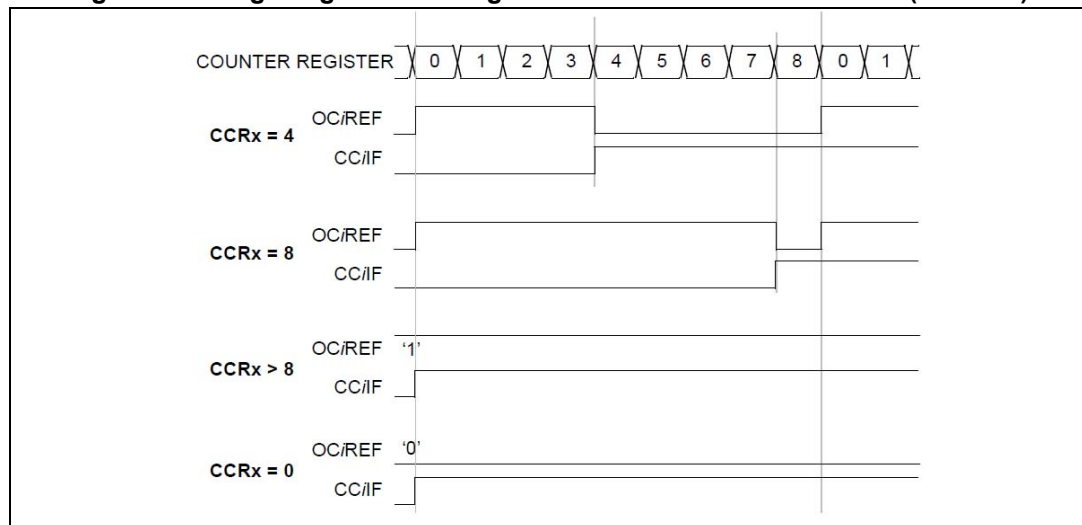 COUNTER REGISTER 0 1 2 3 4 5 6 7 8 0 1
OCiREF
CCRx = 4
CCiIF
OCiREF
CCRx = 8
CCiIF
OCiREF ‘1’
CCRx > 8
CCiIF
OCiREF ‘0’
CCRx = 0
CCiIF